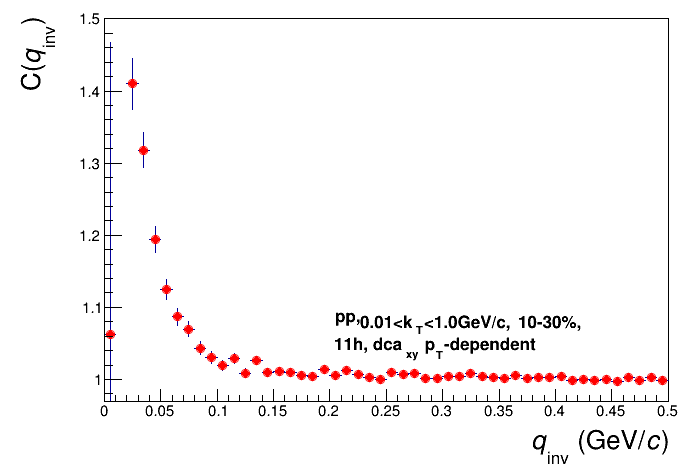 C(q_inv)
1.5
1.4
1.3
1.2
1.1
1
pp, 0.01<k_T<1.0GeV/c, 10-30%,
11h, dca_xy p_T-dependent
0 0.05 0.1 0.15 0.2 0.25 0.3 0.35 0.4 0.45 0.5
q_inv (GeV/c)